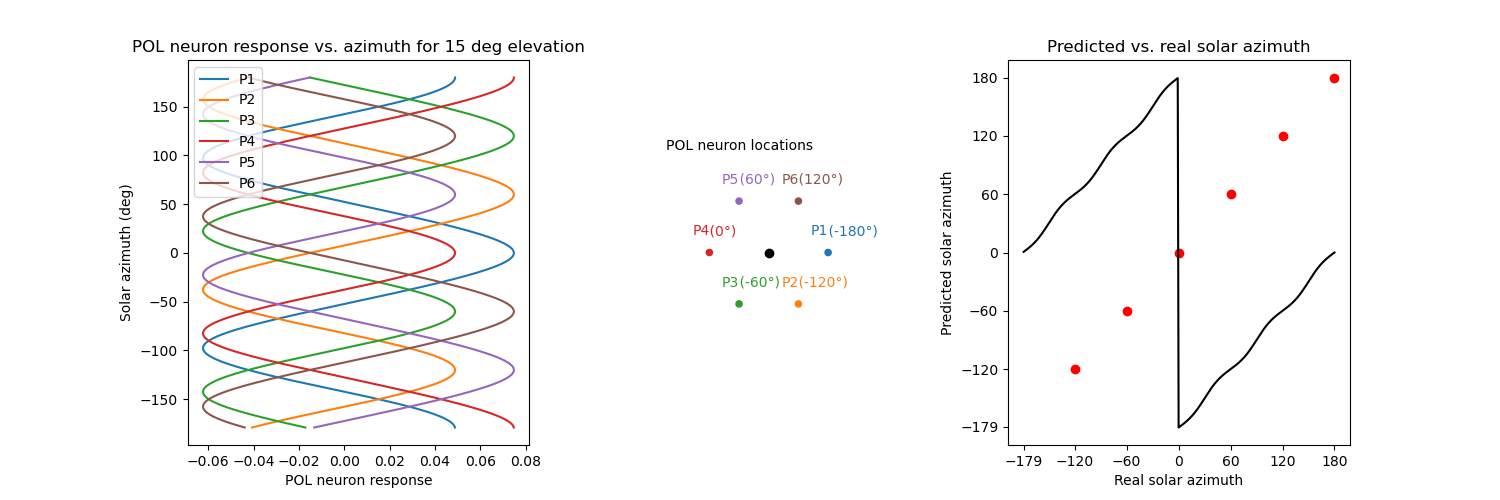 POL neuron response vs. azimuth for 15 deg elevation
P1
P2
P3
P4
P5
P6
150
100
50
0
−50
−100
−150
Solar azimuth (deg)
−0.06 −0.04 −0.02 0.00 0.02 0.04 0.06 0.08
POL neuron response
POL neuron locations
P5(60°) P6(120°)
P4(0°) P1(-180°)
P3(-60°) P2(-120°)
Predicted vs. real solar azimuth
180
120
60
0
−60
−120
−179
Predicted solar azimuth
−179 −120 −60 0 60 120 180
Real solar azimuth